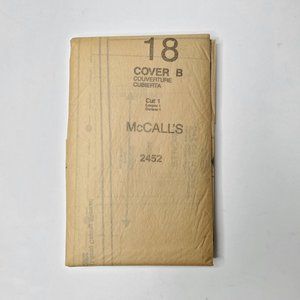 18
COVER B
COUVERTURE
CUBIERTA
Cut 1
McCALL'S
2452